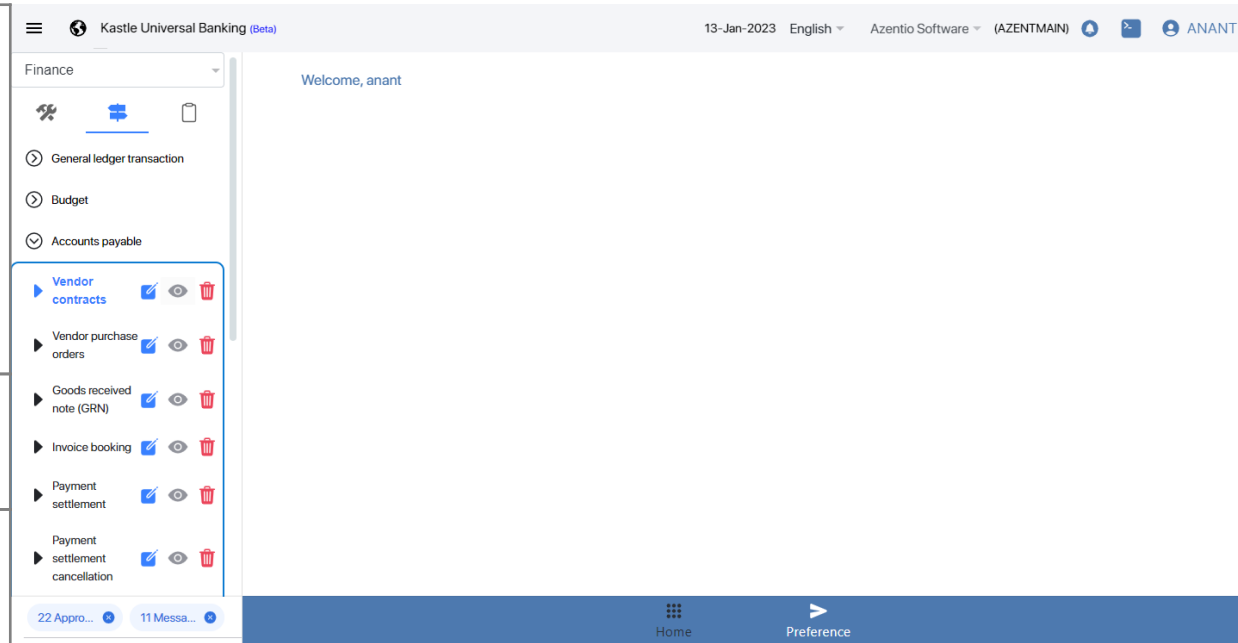 Kastle Universal Banking (Beta)
13-Jan-2023 English Azentio Software (AZENTMAIN) ANANT
Finance
Welcome, anant
General ledger transaction
Budget
Accounts payable
Vendor
contracts
Vendor purchase
orders
Goods received
note (GRN)
Invoice booking
Payment
settlement
Payment
settlement
cancellation
22 Appro...
11 Messa...
Home
Preference